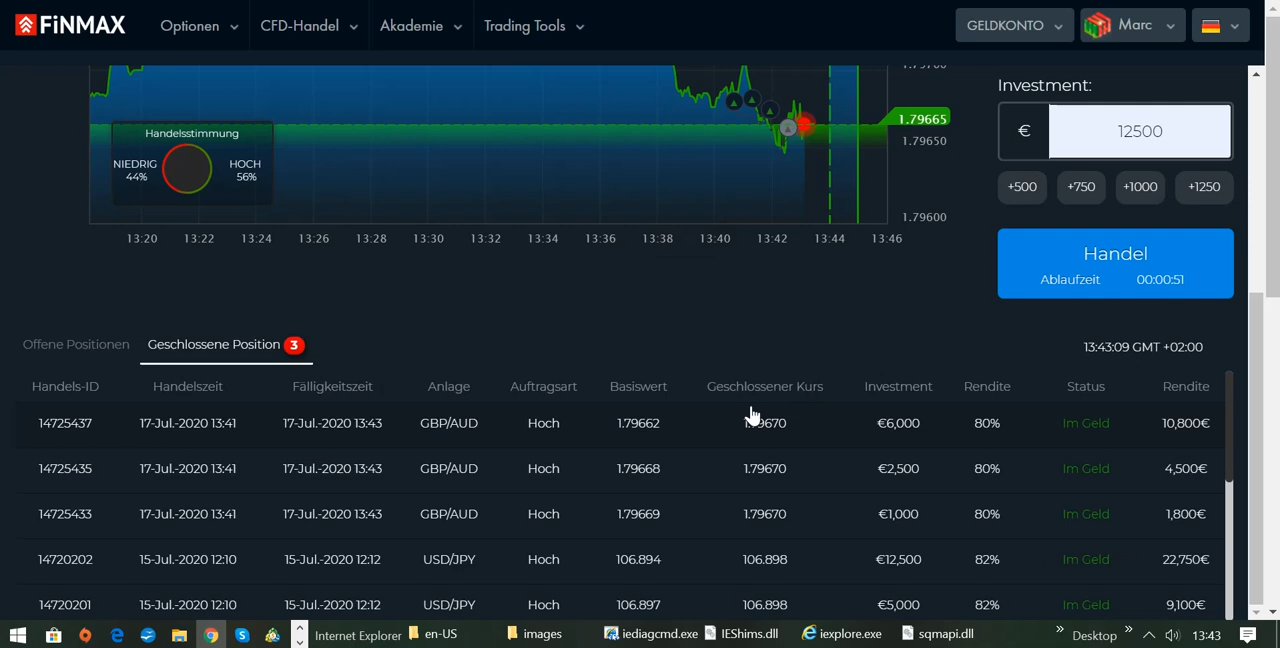 FiNMAX Optionen CFD-Handel Akademie Trading Tools GELDKONTO Marc
Investment:
1.79665
€ 12500
1.79650
Handelsstimmung
NIEDRIG
44%
HOCH
56%
+500 +750 +1000 +1250
1.79600
13:20 13:22 13:24 13:26 13:28 13:30 13:32 13:34 13:36 13:38 13:40 13:42 13:44 13:46
Handel
Ablaufzeit 00:00:51
Offene Positionen Geschlossene Position 3 13:43:09 GMT +02:00
Handels-ID Handelszeit Fälligkeitszeit Anlage Auftragsart Basiswert Geschlossener Kurs Investment Rendite Status Rendite
14725437 17-Jul.-2020 13:41 17-Jul.-2020 13:43 GBP/AUD Hoch 1.79662 1.79670 €6,000 80% Im Geld 10,800€
14725435 17-Jul.-2020 13:41 17-Jul.-2020 13:43 GBP/AUD Hoch 1.79668 1.79670 €2,500 80% Im Geld 4,500€
14725433 17-Jul.-2020 13:41 17-Jul.-2020 13:43 GBP/AUD Hoch 1.79669 1.79670 €1,000 80% Im Geld 1,800€
14720202 15-Jul.-2020 12:10 15-Jul.-2020 12:12 USD/JPY Hoch 106.894 106.898 €12,500 82% Im Geld 22,750€
14720201 15-Jul.-2020 12:10 15-Jul.-2020 12:12 USD/JPY Hoch 106.897 106.898 €5,000 82% Im Geld 9,100€
Internet Explorer en-US images iediagcmd.exe IEShims.dll iexplore.exe sqmapi.dll Desktop 13:43